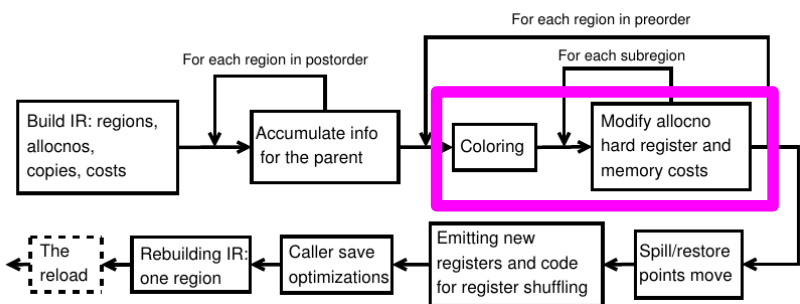 For each region in preorder
For each region in postorder
For each subregion
Build IR: regions,
allocnos,
copies, costs
Accumulate info
for the parent
Coloring
Modify allocno
hard register and
memory costs
The
reload
Rebuilding IR:
one region
Caller save
optimizations
Emitting new
registers and code
for register shuffling
Spill/restore
points move